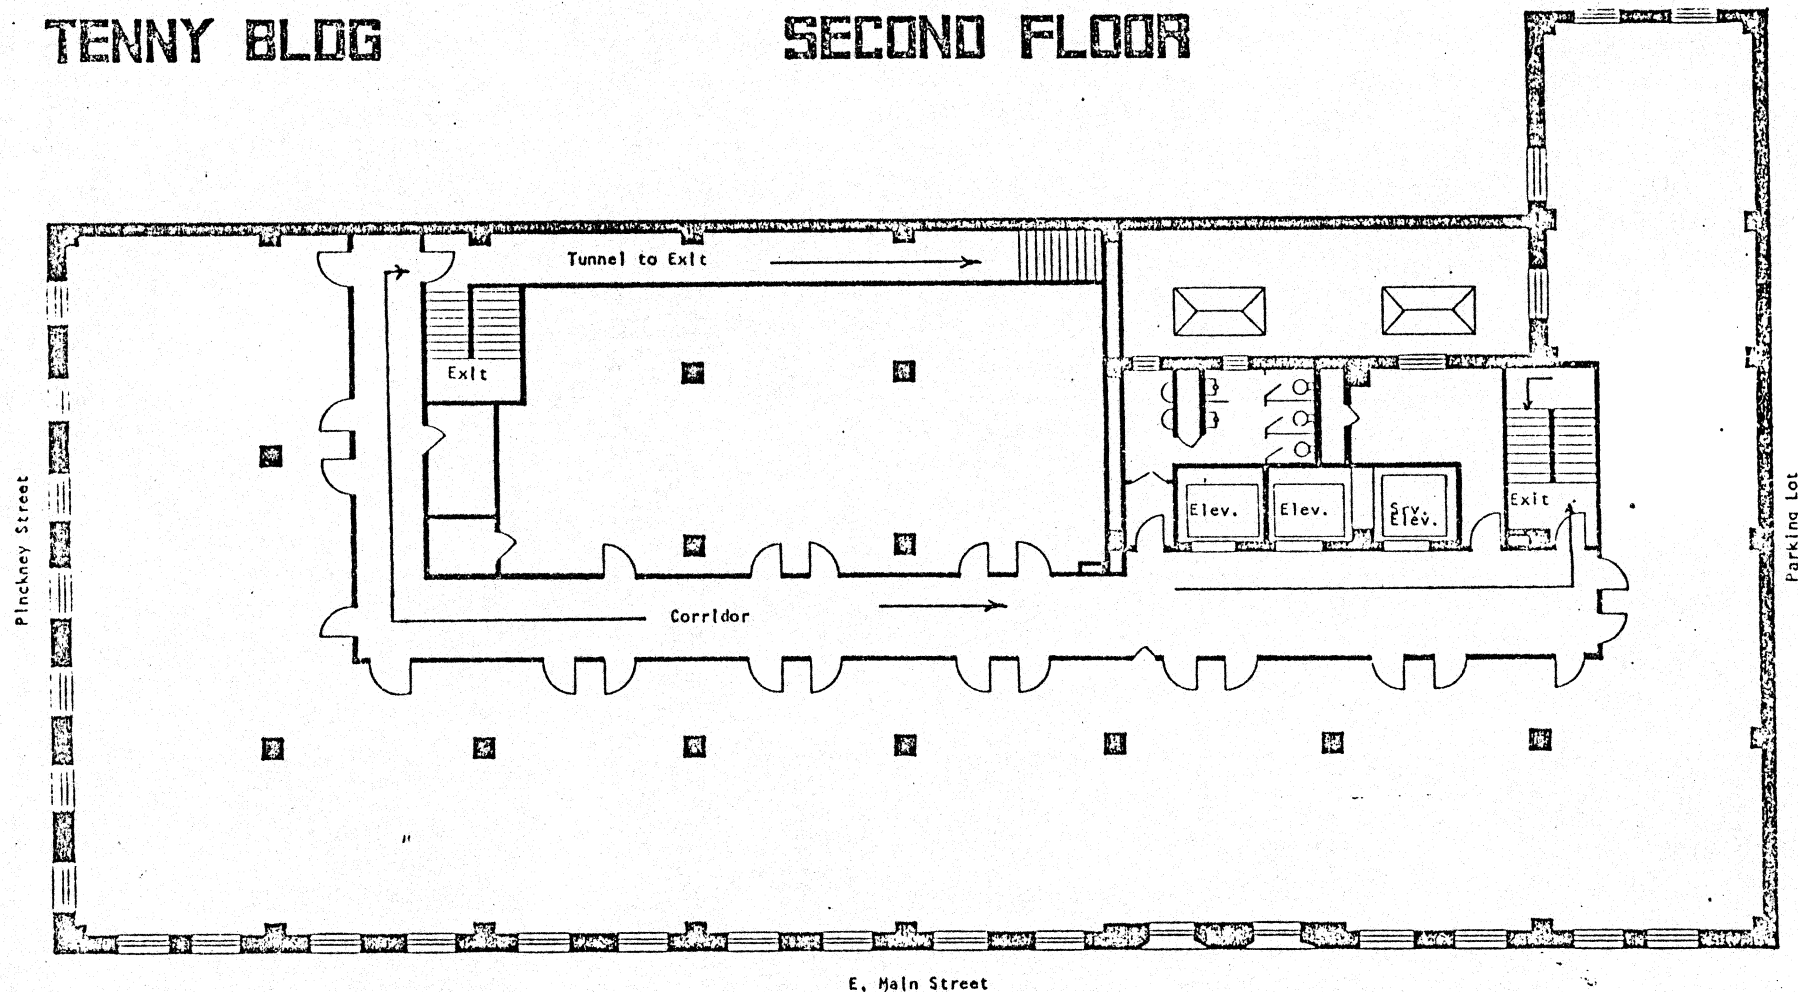 TENNY BLDG SECOND FLOOR
Tunnel to Exit
Exit
Elev.
Elev.
Srv.
Elev.
Exit
Corridor
Pinckney Street
Parking Lot
E. Main Street